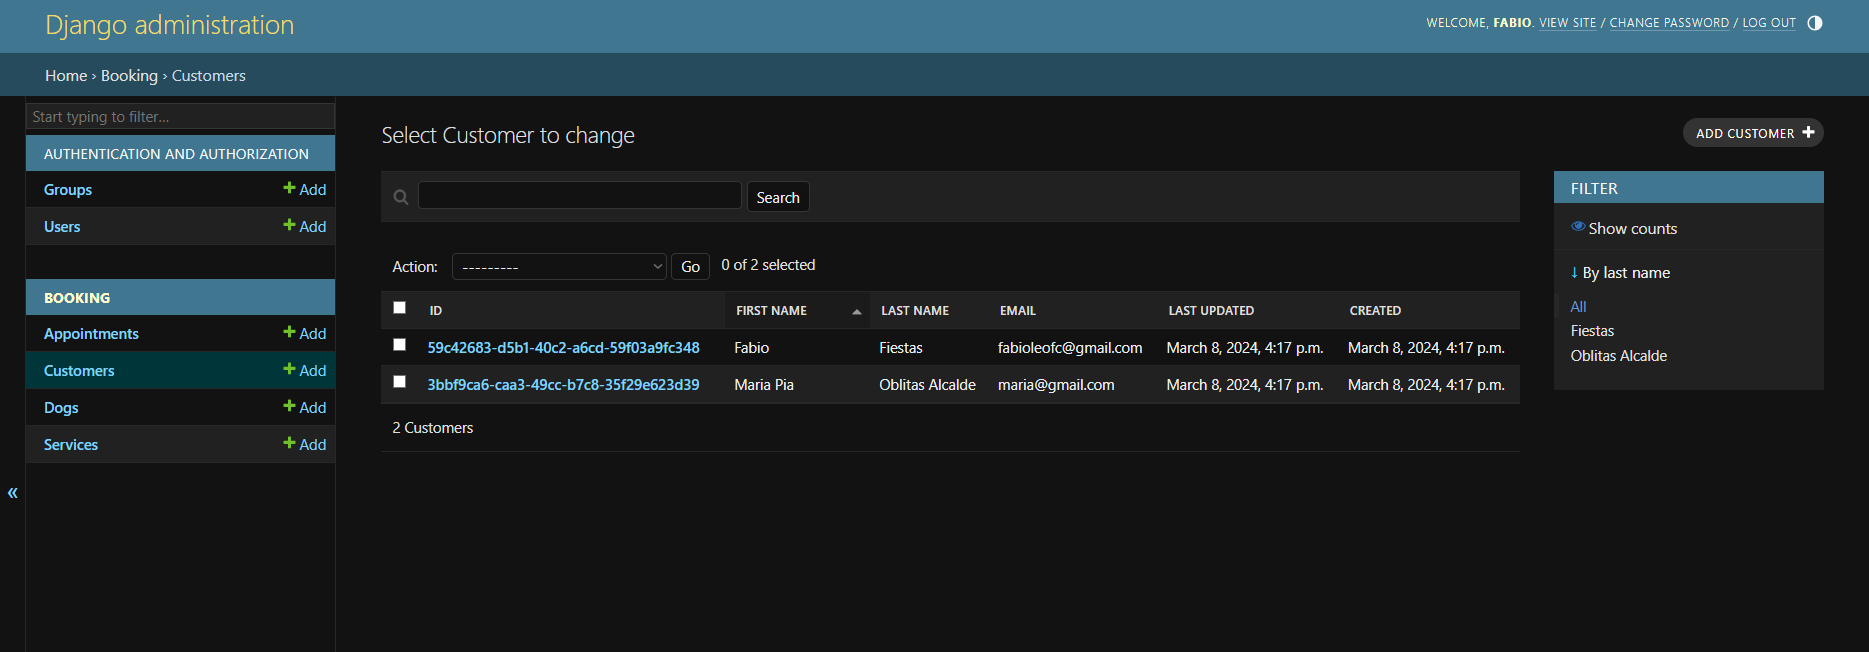 Django administration
WELCOME, FABIO. VIEW SITE / CHANGE PASSWORD / LOG OUT
Home › Booking › Customers
Start typing to filter...
AUTHENTICATION AND AUTHORIZATION
Groups + Add
Users + Add
BOOKING
Appointments + Add
Customers + Add
Dogs + Add
Services + Add
«
Select Customer to change
ADD CUSTOMER +
Search
Action: --------- Go 0 of 2 selected
ID FIRST NAME LAST NAME EMAIL LAST UPDATED CREATED
59c42683-d5b1-40c2-a6cd-59f03a9fc348 Fabio Fiestas fabioleofc@gmail.com March 8, 2024, 4:17 p.m. March 8, 2024, 4:17 p.m.
3bbf9ca6-caa3-49cc-b7c8-35f29e623d39 Maria Pia Oblitas Alcalde maria@gmail.com March 8, 2024, 4:17 p.m. March 8, 2024, 4:17 p.m.
2 Customers
FILTER
Show counts
↓ By last name
All
Fiestas
Oblitas Alcalde